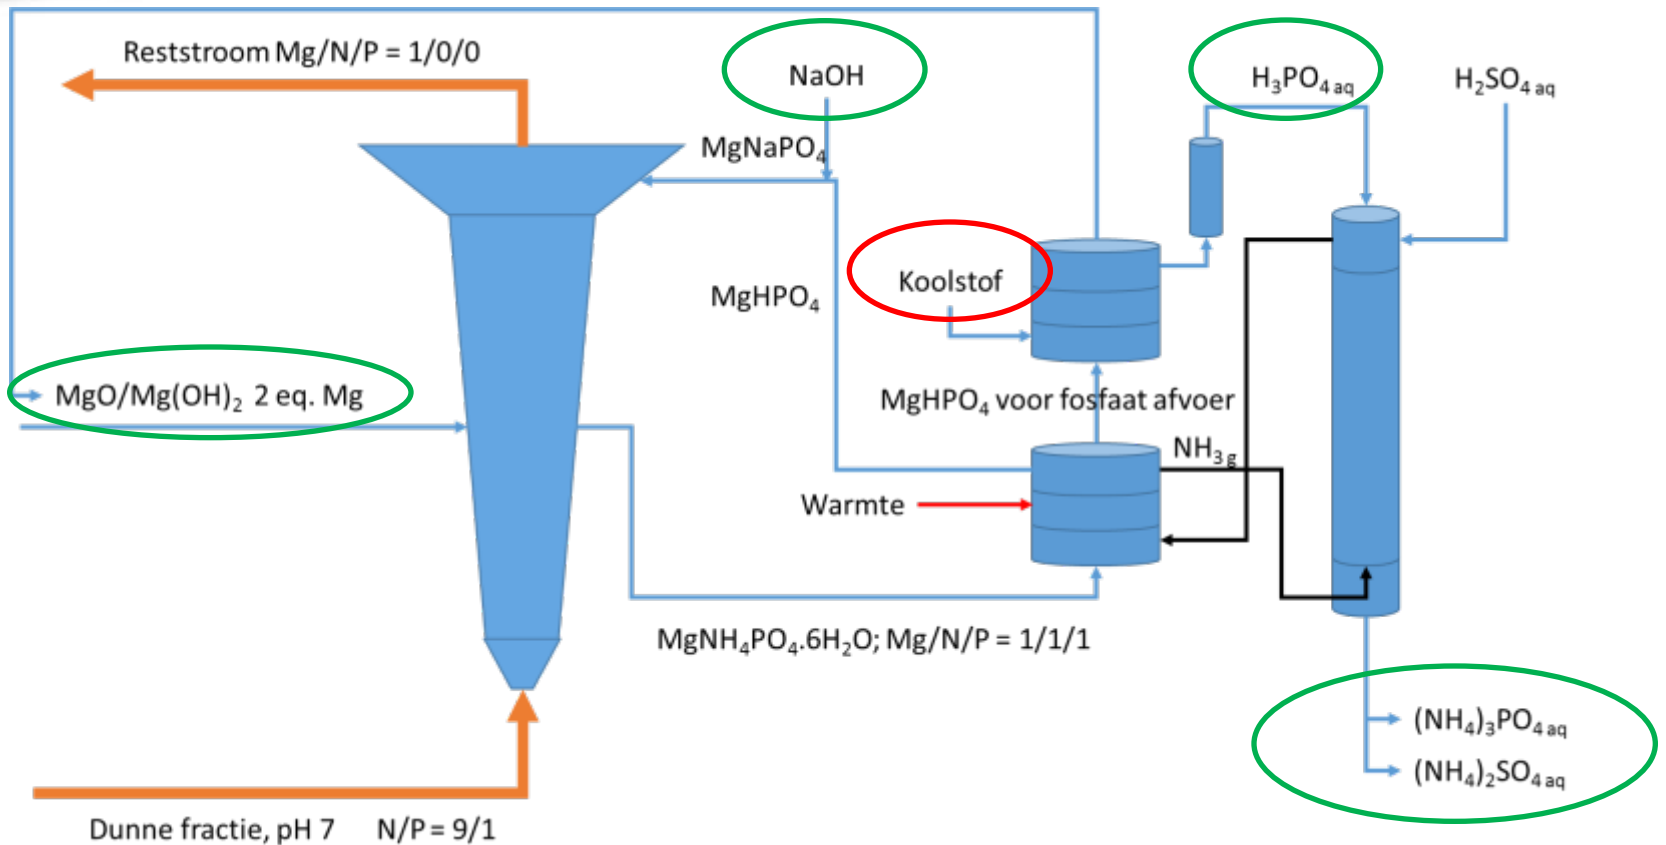 Reststroom Mg/N/P = 1/0/0
NaOH
H₃PO₄ aq
H₂SO₄ aq
MgNaPO₄
Koolstof
MgHPO₄
MgO/Mg(OH)₂ 2 eq. Mg
MgHPO₄ voor fosfaat afvoer
NH₃ g
Warmte
MgNH₄PO₄.6H₂O; Mg/N/P = 1/1/1
(NH₄)₃PO₄ aq
(NH₄)₂SO₄ aq
Dunne fractie, pH 7 N/P = 9/1